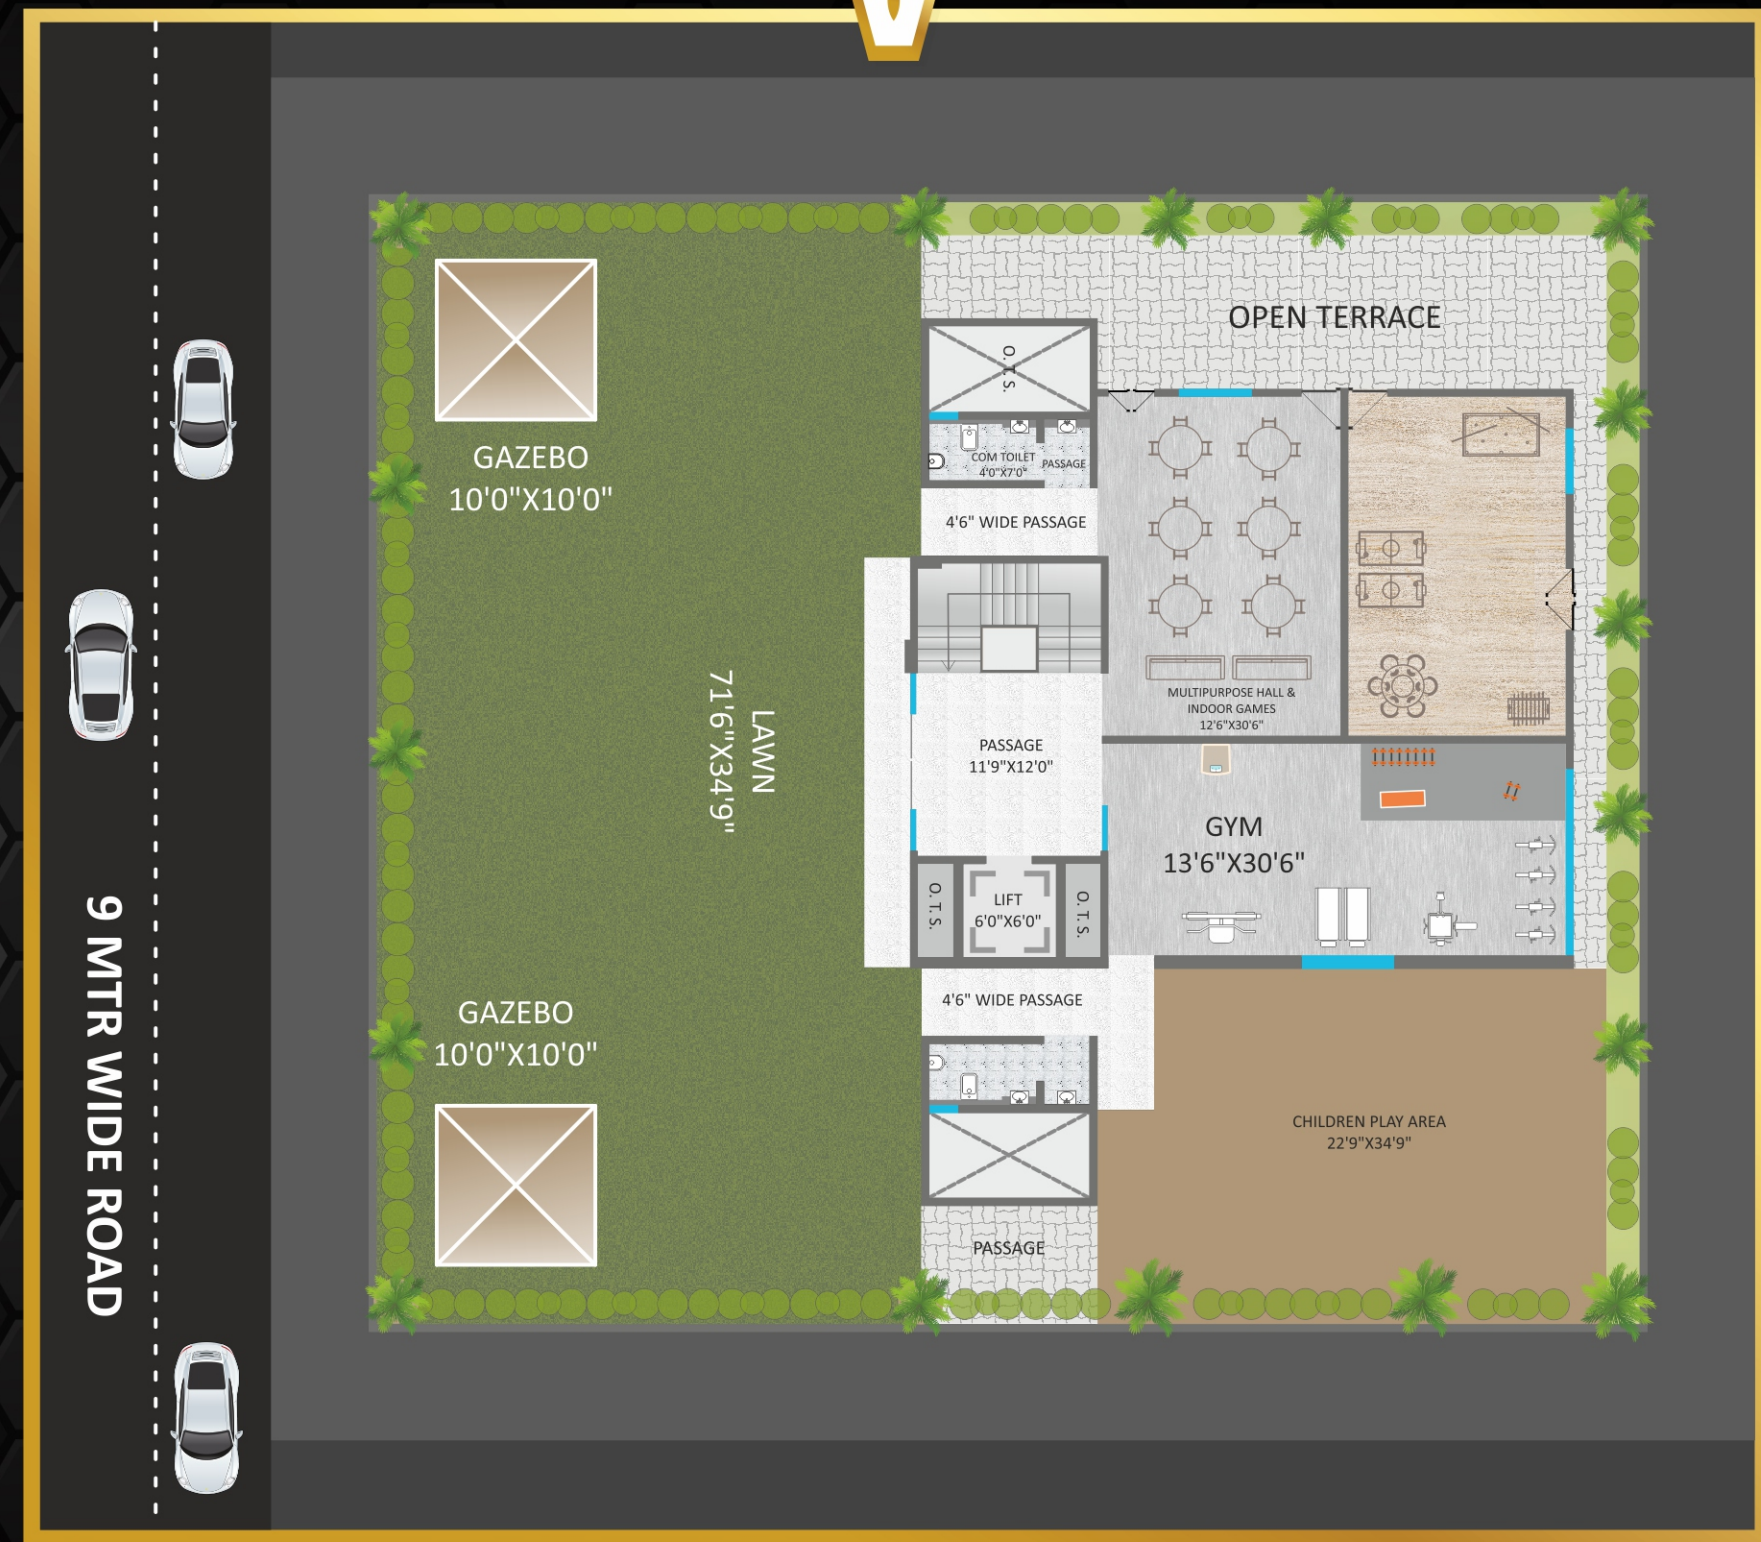 OPEN TERRACE
O.T.S.
GAZEBO
10'0"X10'0"
COM TOILET
4'0"X7'0"
PASSAGE
4'6" WIDE PASSAGE
LAWN
71'6"X34'9"
MULTIPURPOSE HALL &
INDOOR GAMES
12'6"X30'6"
PASSAGE
11'9"X12'0"
GYM
13'6"X30'6"
O.T.S.
LIFT
6'0"X6'0"
O.T.S.
9 MTR WIDE ROAD
4'6" WIDE PASSAGE
GAZEBO
10'0"X10'0"
CHILDREN PLAY AREA
22'9"X34'9"
PASSAGE